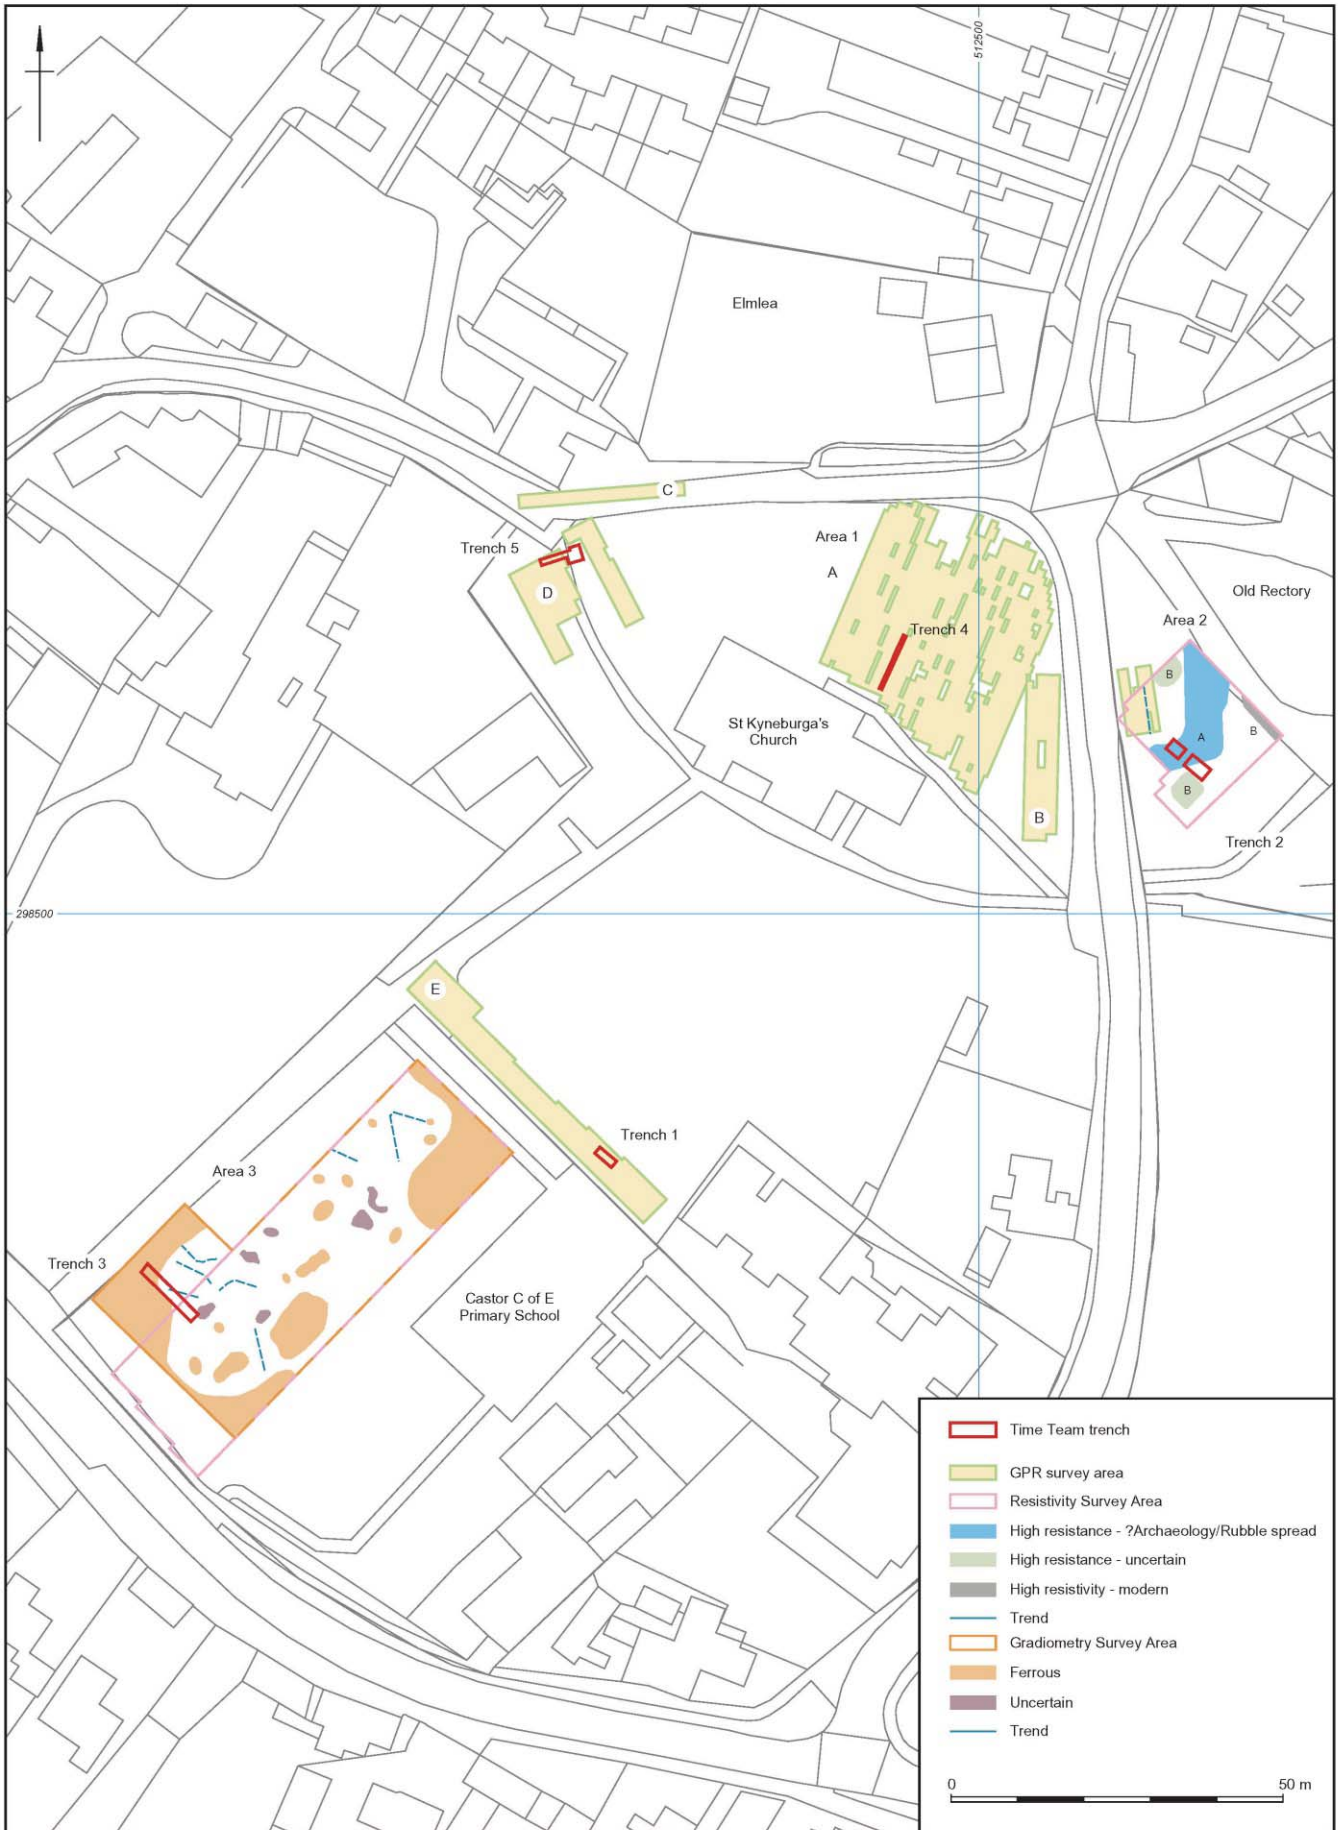 512500
Elmlea
C
Trench 5
Area 1
D
A
Old Rectory
Area 2
Trench 4
B
St Kyneburga's
Church
A
B
B
B
Trench 2
298500
E
Trench 1
Area 3
Trench 3
Castor C of E
Primary School
Time Team trench
GPR survey area
Resistivity Survey Area
High resistance - ?Archaeology/Rubble spread
High resistance - uncertain
High resistivity - modern
Trend
Gradiometry Survey Area
Ferrous
Uncertain
Trend
0 50 m